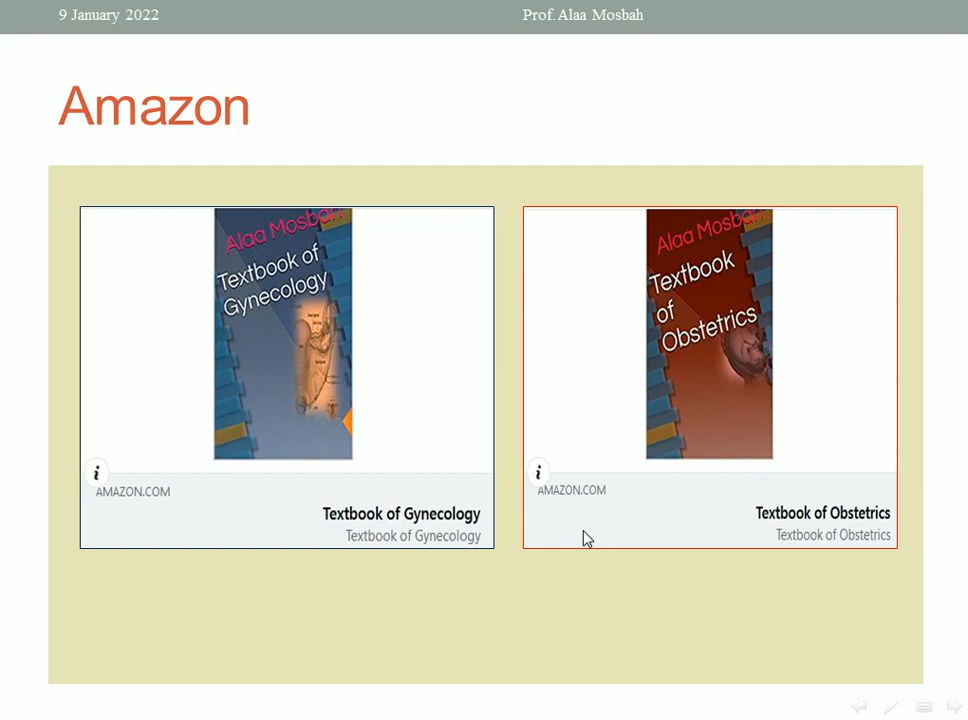 9 January 2022
Prof. Alaa Mosbah
Amazon
Alaa Mosbah
Textbook of
Gynecology
i
AMAZON.COM
Textbook of Gynecology
Textbook of Gynecology
Alaa Mosbah
Textbook
of
Obstetrics
i
AMAZON.COM
Textbook of Obstetrics
Textbook of Obstetrics